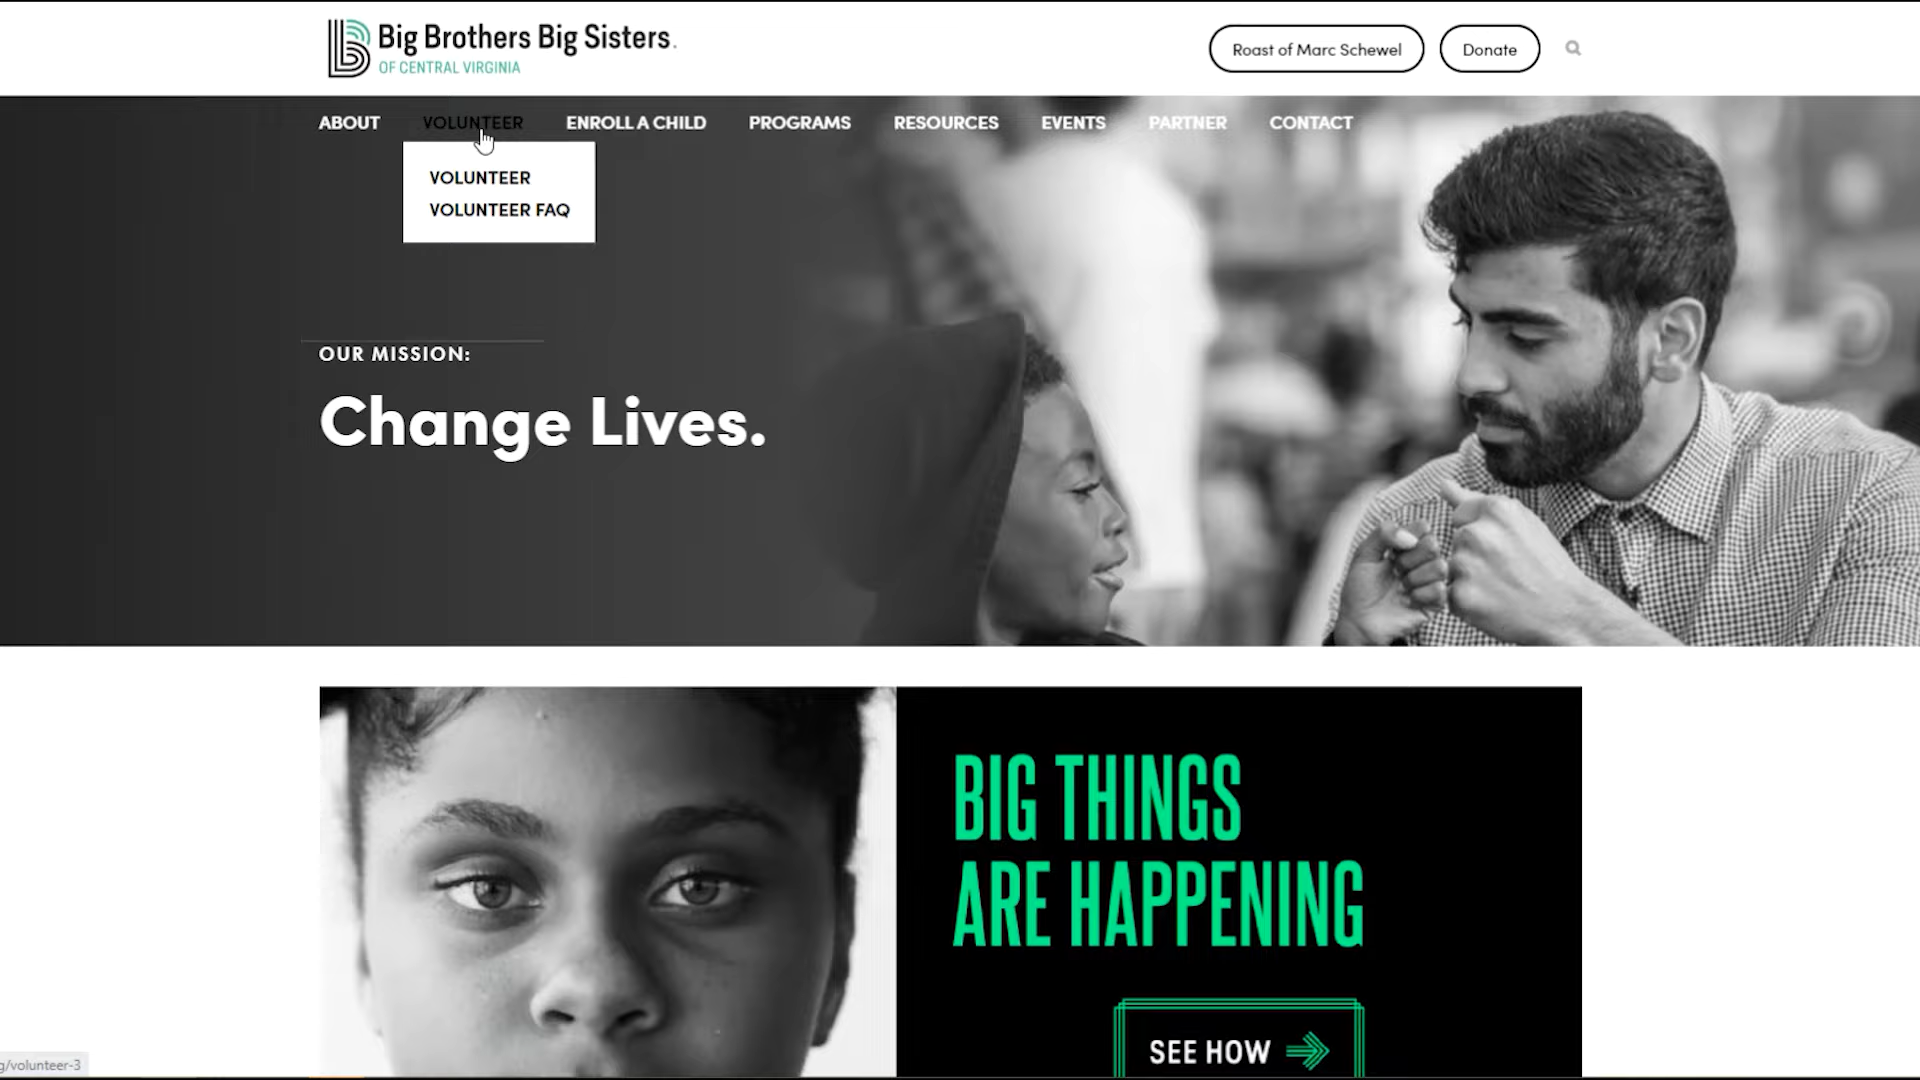 Big Brothers Big Sisters.
OF CENTRAL VIRGINIA
Roast of Marc Schewel
Donate
ABOUT
VOLUNTEER
ENROLL A CHILD
PROGRAMS
RESOURCES
EVENTS
PARTNER
CONTACT
VOLUNTEER
VOLUNTEER FAQ
OUR MISSION:
Change Lives.
BIG THINGS
ARE HAPPENING
SEE HOW
g/volunteer-3